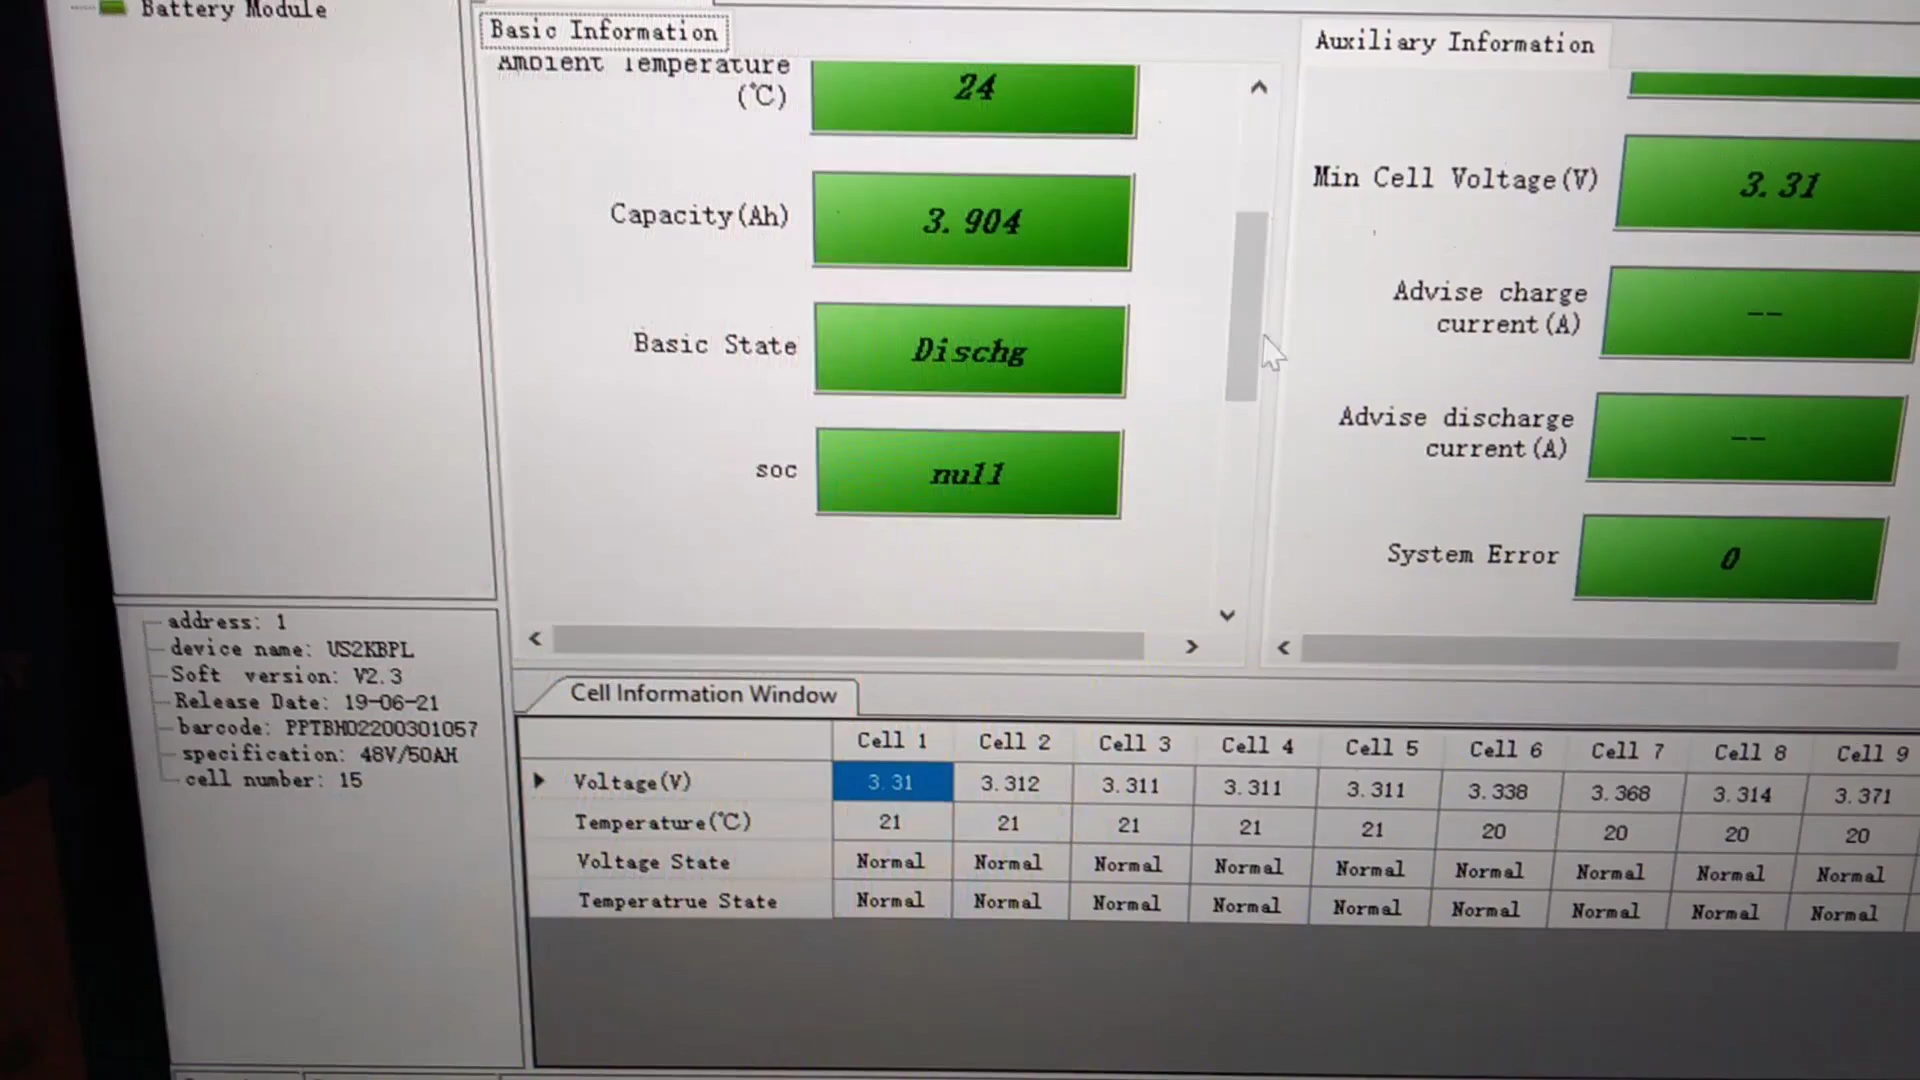 Battery Module
Basic Information
Ambient Temperature
(℃)
24
Capacity(Ah)
3.904
Basic State
Dischg
soc
null
Auxiliary Information
Min Cell Voltage(V)
3.31
Advise charge
current(A)
--
Advise discharge
current(A)
--
System Error
0
address: 1
device name: US2KBPL
Soft version: V2.3
Release Date: 19-06-21
barcode: PPTBH02200301057
specification: 48V/50AH
cell number: 15
Cell Information Window
Cell 1 Cell 2 Cell 3 Cell 4 Cell 5 Cell 6 Cell 7 Cell 8 Cell 9
Voltage(V) 3.31 3.312 3.311 3.311 3.311 3.338 3.368 3.314 3.371
Temperature(℃) 21 21 21 21 21 20 20 20 20
Voltage State Normal Normal Normal Normal Normal Normal Normal Normal Normal
Temperatrue State Normal Normal Normal Normal Normal Normal Normal Normal Normal